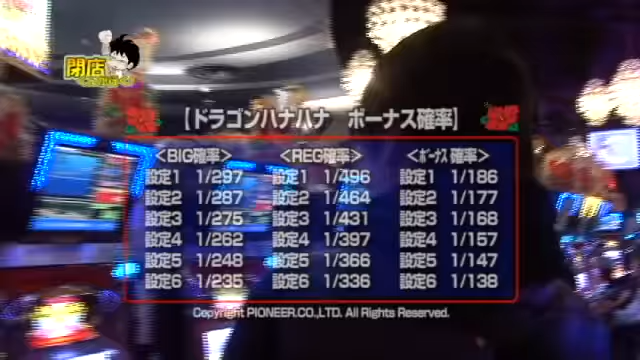 閉店
【ドラゴンハナハナ ボーナス確率】
<BIG確率> <REG確率> <ボーナス確率>
設定1 1/297 設定1 1/496 設定1 1/186
設定2 1/287 設定2 1/464 設定2 1/177
設定3 1/275 設定3 1/431 設定3 1/168
設定4 1/262 設定4 1/397 設定4 1/157
設定5 1/248 設定5 1/366 設定5 1/147
設定6 1/235 設定6 1/336 設定6 1/138
Copyright PIONEER.CO.,LTD. All Rights Reserved.